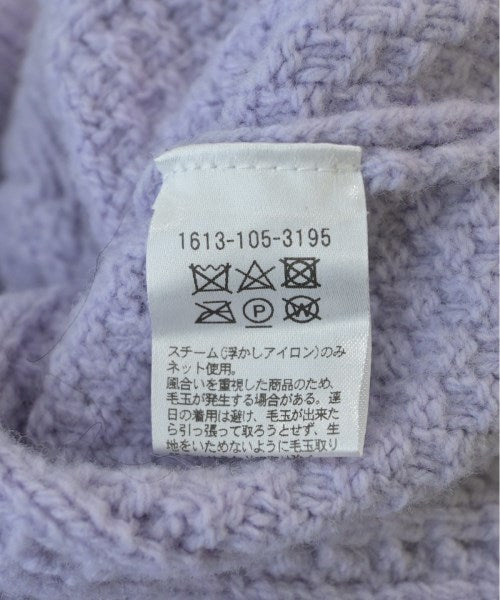 1613-105-3195
P
W
スチーム(浮かしアイロン)のみ
ネット使用。
風合いを重視した商品のため、
毛玉が発生する場合がある。連
日の着用は避け、毛玉が出来た
ら引っ張って取ろうとせず、生
地をいためないように毛玉取り